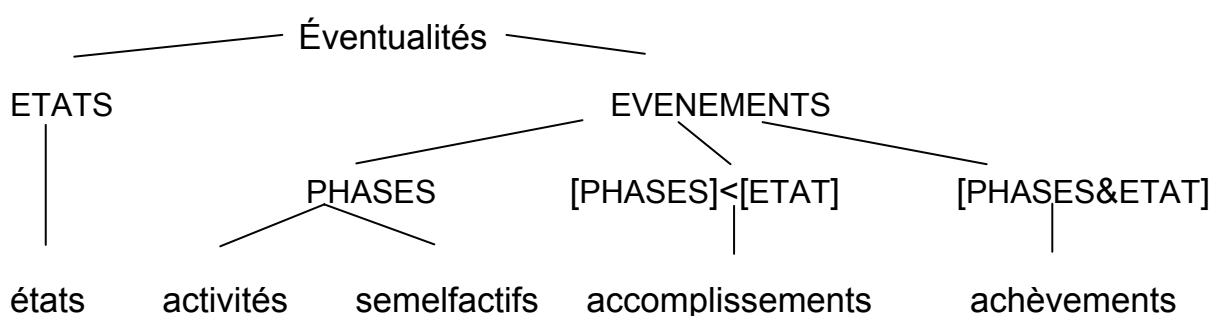 Éventualités
ETATS EVENEMENTS
PHASES [PHASES]<[ETAT] [PHASES&ETAT]
états activités semelfactifs accomplissements achèvements